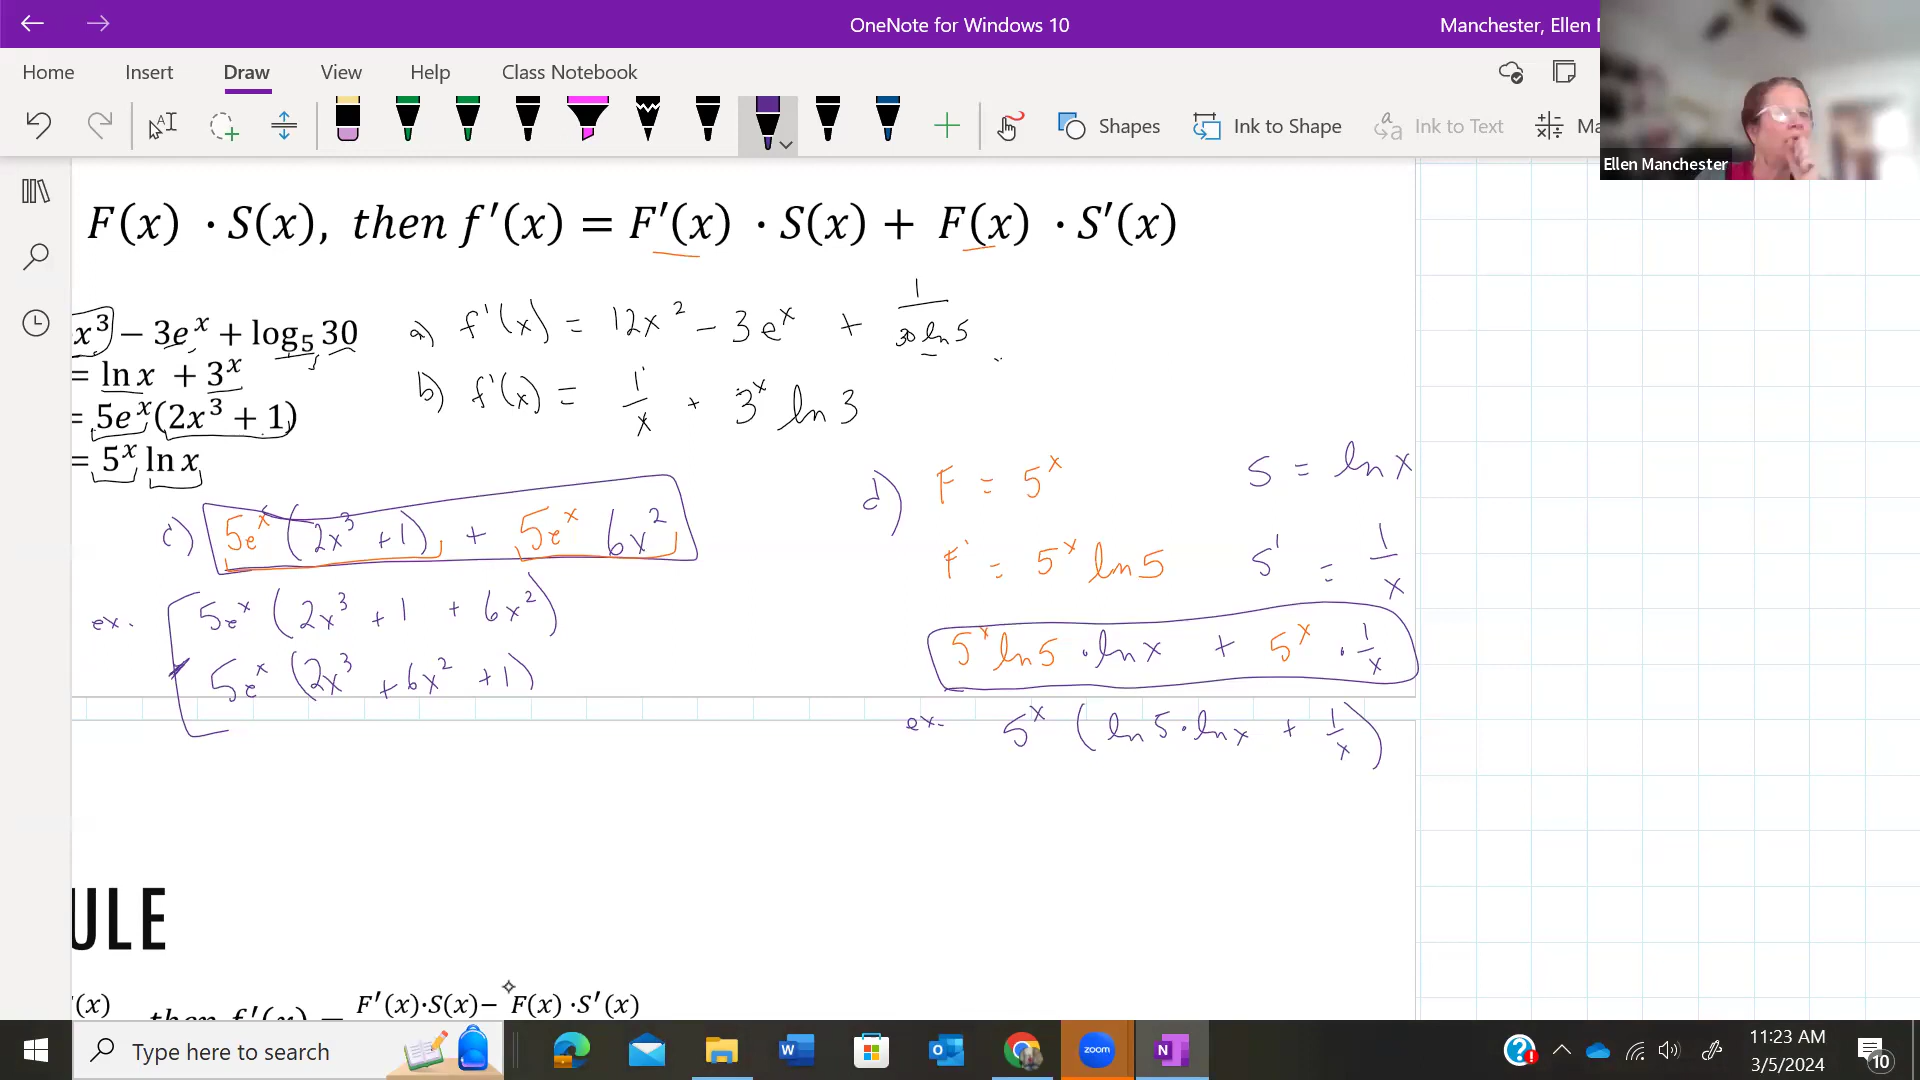 OneNote for Windows 10
Manchester, Ellen
Home Insert Draw View Help Class Notebook
Shapes Ink to Shape Ink to Text Ma
Ellen Manchester
F(x) · S(x), then f′(x) = F′(x) · S(x) + F(x) · S′(x)
x³ − 3eˣ + log₅ 30
a) f'(x) = 12x² − 3eˣ + 1/(30 ln 5)
= ln x + 3ˣ
b) f'(x) = 1/x + 3ˣ ln 3
= 5eˣ(2x³ + 1)
= 5ˣ ln x
c) 5eˣ (2x³ + 1) + 5eˣ 6x²
ex. 5eˣ (2x³ + 1 + 6x²)
5eˣ (2x³ + 6x² + 1)
d) F = 5ˣ S = ln x
F' = 5ˣ ln 5 S' = 1/x
5ˣ ln 5 · ln x + 5ˣ · 1/x
ex. 5ˣ (ln 5 · ln x + 1/x)
ULE
(x) then f′(x) = F′(x)·S(x)− F(x) ·S′(x)
Type here to search
W
zoom
N
11:23 AM
3/5/2024
10